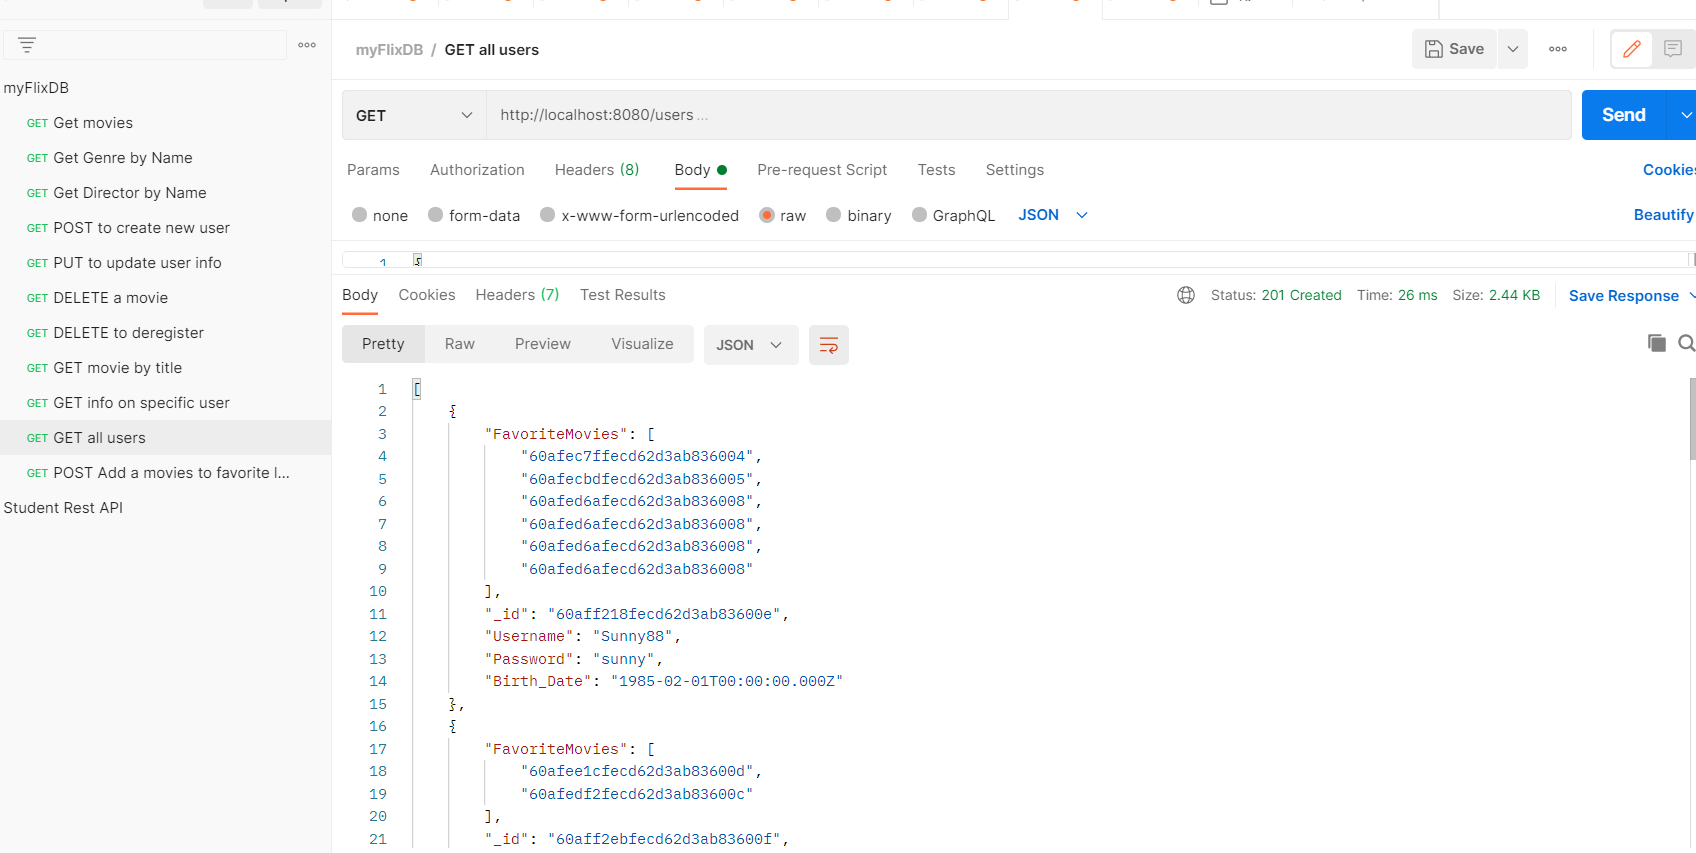 myFlixDB / GET all users
Save
GET
http://localhost:8080/users ...
Send
Params Authorization Headers (8) Body Pre-request Script Tests Settings Cookies
none form-data x-www-form-urlencoded raw binary GraphQL JSON Beautify
1 {
myFlixDB
GET Get movies
GET Get Genre by Name
GET Get Director by Name
GET POST to create new user
GET PUT to update user info
GET DELETE a movie
GET DELETE to deregister
GET GET movie by title
GET GET info on specific user
GET GET all users
GET POST Add a movies to favorite l...
Student Rest API
Body Cookies Headers (7) Test Results Status: 201 Created Time: 26 ms Size: 2.44 KB Save Response
Pretty Raw Preview Visualize JSON
1 [
2 {
3 "FavoriteMovies": [
4 "60afec7ffecd62d3ab836004",
5 "60afecbdfecd62d3ab836005",
6 "60afed6afecd62d3ab836008",
7 "60afed6afecd62d3ab836008",
8 "60afed6afecd62d3ab836008",
9 "60afed6afecd62d3ab836008"
10 ],
11 "_id": "60aff218fecd62d3ab83600e",
12 "Username": "Sunny88",
13 "Password": "sunny",
14 "Birth_Date": "1985-02-01T00:00:00.000Z"
15 },
16 {
17 "FavoriteMovies": [
18 "60afee1cfecd62d3ab83600d",
19 "60afedf2fecd62d3ab83600c"
20 ],
21 "_id": "60aff2ebfecd62d3ab83600f",